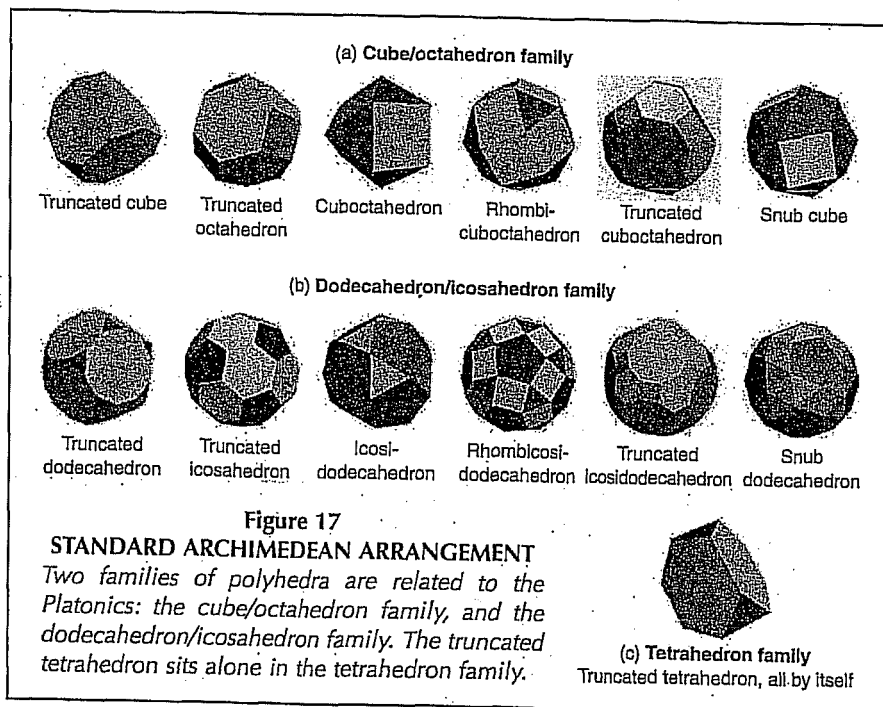 (a) Cube/octahedron family
Truncated cube
Truncated
octahedron
Cuboctahedron
Rhombi-
cuboctahedron
Truncated
cuboctahedron
Snub cube
(b) Dodecahedron/icosahedron family
Truncated
dodecahedron
Truncated
icosahedron
Icosi-
dodecahedron
Rhombicosi-
dodecahedron
Truncated
icosidodecahedron
Snub
dodecahedron
Figure 17
STANDARD ARCHIMEDEAN ARRANGEMENT
Two families of polyhedra are related to the
Platonics: the cube/octahedron family, and the
dodecahedron/icosahedron family. The truncated
tetrahedron sits alone in the tetrahedron family.
(c) Tetrahedron family
Truncated tetrahedron, all by itself